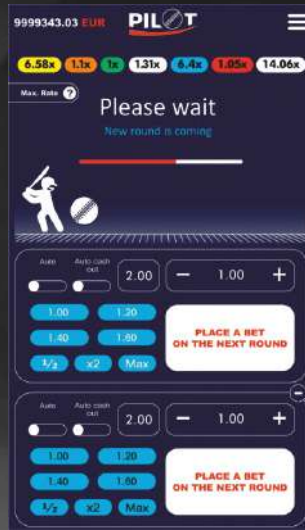 9999343.03 EUR PILOT
6.58x 1.1x 1x 1.31x 6.4x 1.05x 14.06x
Max. Rate ?
Please wait
New round is coming
Auto Auto cash out 2.00 − 1.00 +
1.00 1.20
1.40 1.60
PLACE A BET
ON THE NEXT ROUND
1/2 x2 Max
Auto Auto cash out 2.00 − 1.00 +
1.00 1.20
1.40 1.60
PLACE A BET
ON THE NEXT ROUND
1/2 x2 Max